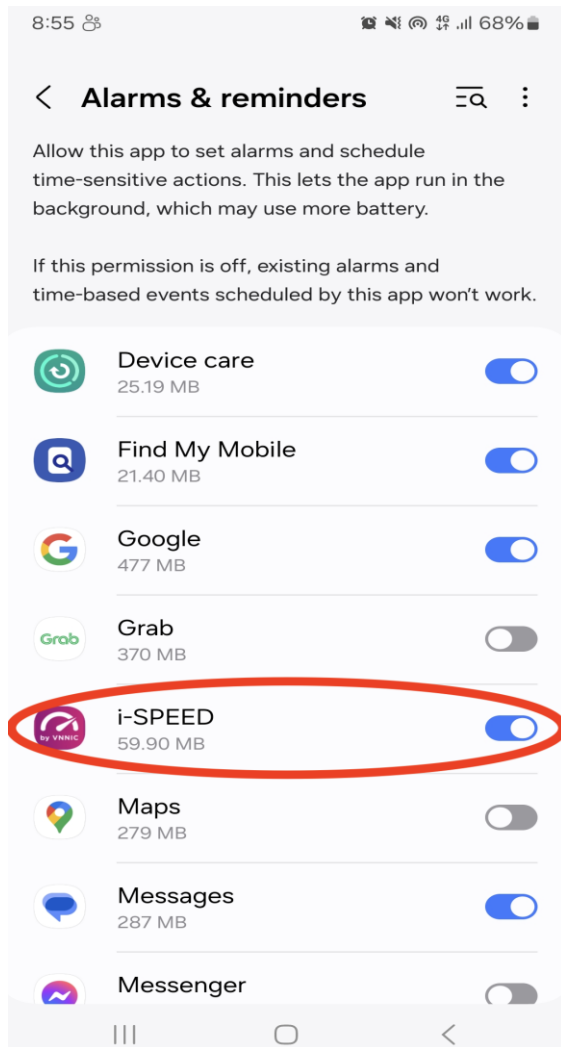 8:55 4G 68%
Alarms & reminders
Allow this app to set alarms and schedule
time-sensitive actions. This lets the app run in the
background, which may use more battery.
If this permission is off, existing alarms and
time-based events scheduled by this app won't work.
Device care
25.19 MB
Find My Mobile
21.40 MB
Google
477 MB
Grab
Grab
370 MB
i-SPEED
by VNNIC
59.90 MB
Maps
279 MB
Messages
287 MB
Messenger